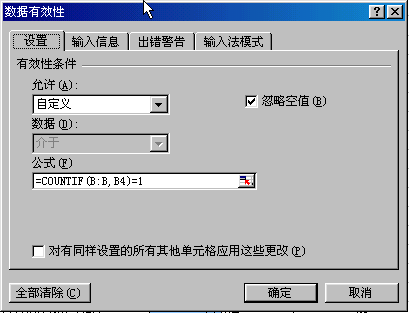 数据有效性
设置 输入信息 出错警告 输入法模式
有效性条件
允许(A):
自定义
忽略空值(B)
数据(D):
介于
公式(F)
=COUNTIF(B:B,B4)=1
对有同样设置的所有其他单元格应用这些更改(P)
全部清除(C) 确定 取消